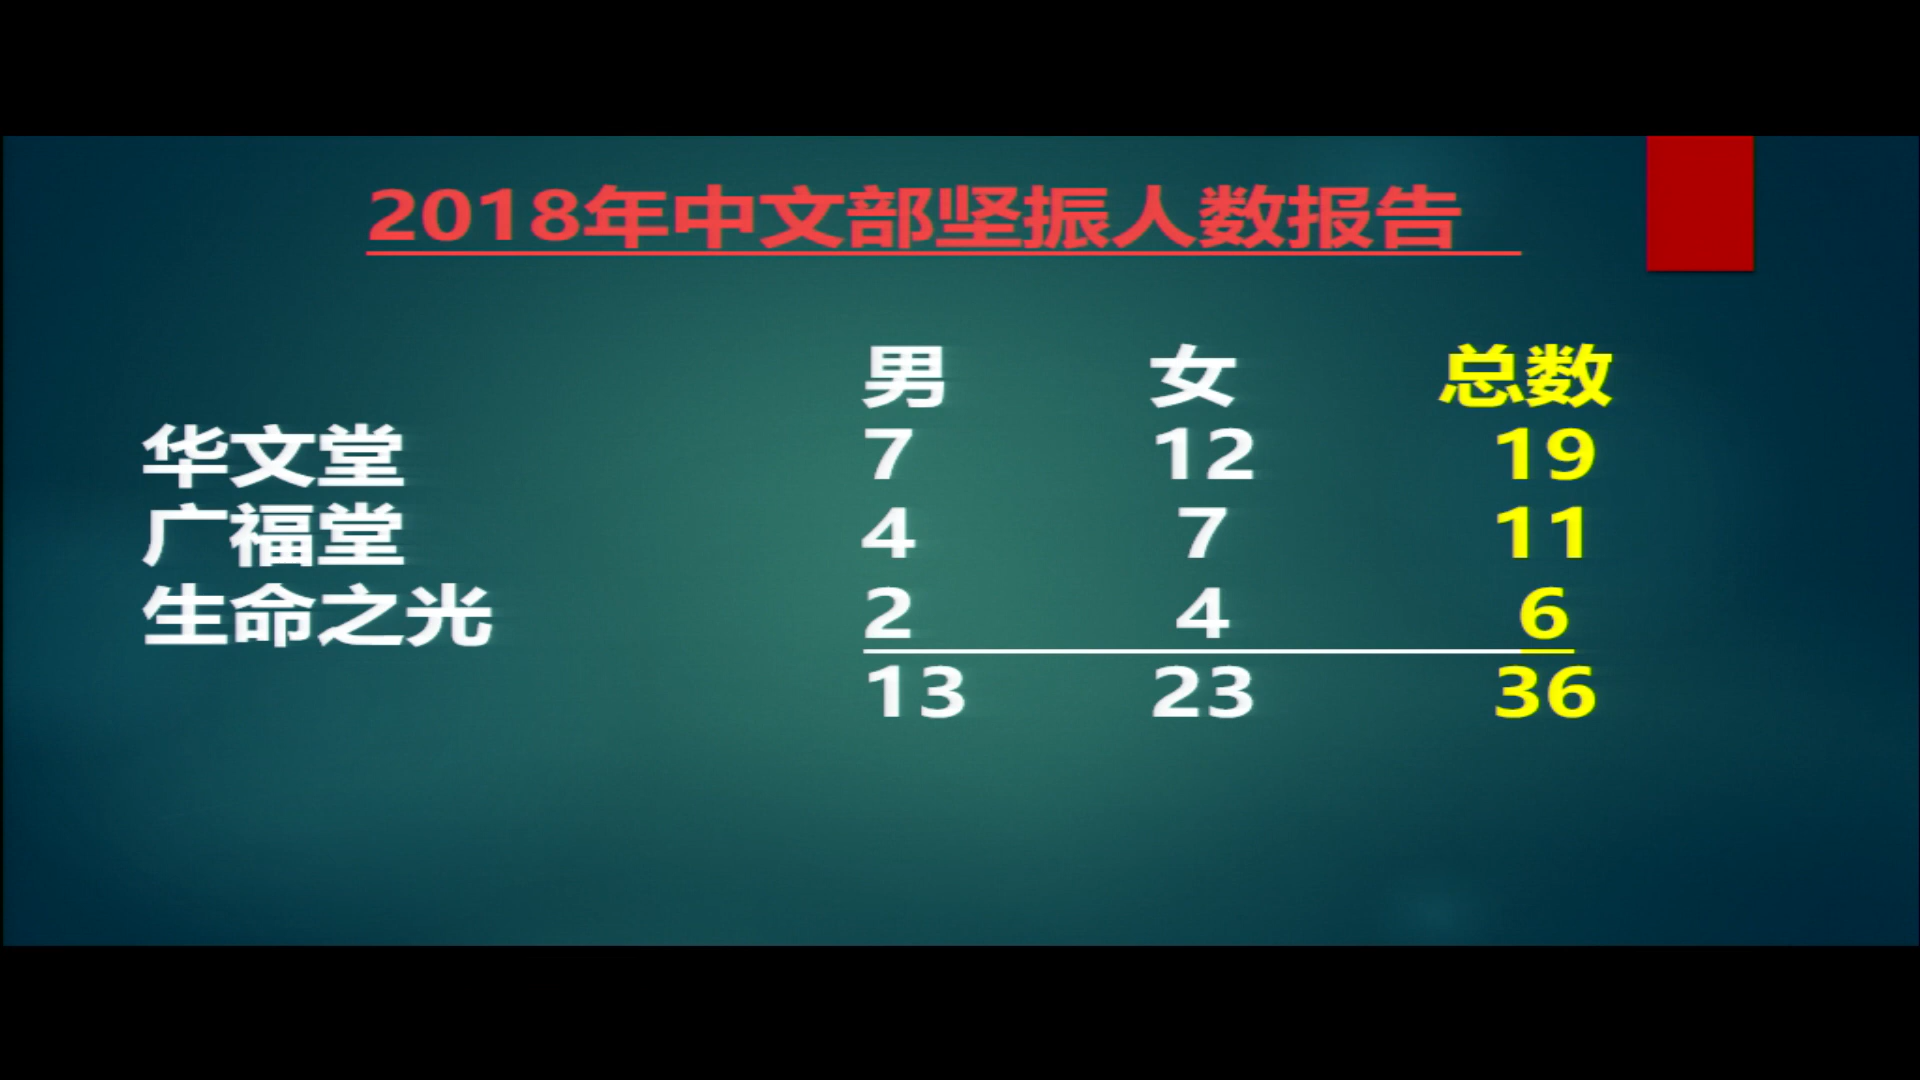 2018年中文部坚振人数报告
男 女 总数
华文堂 7 12 19
广福堂 4 7 11
生命之光 2 4 6
13 23 36